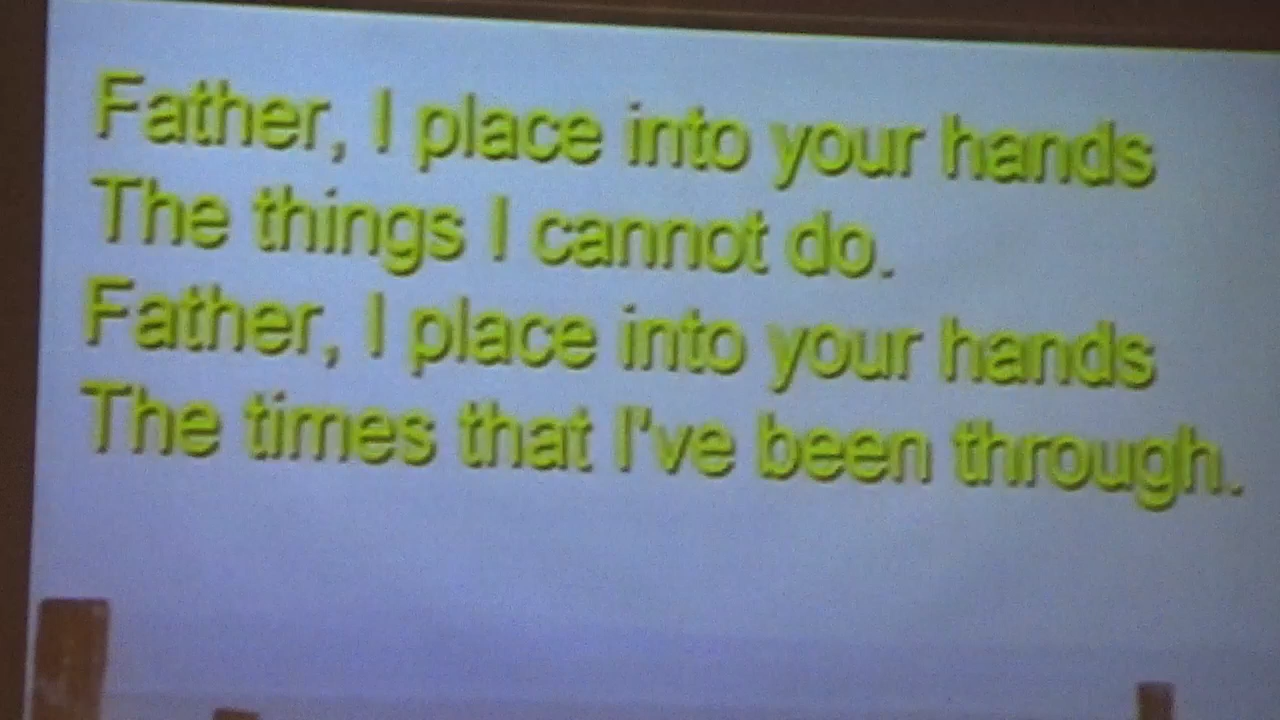 Father, I place into your hands
The things I cannot do.
Father, I place into your hands
The times that I've been through.